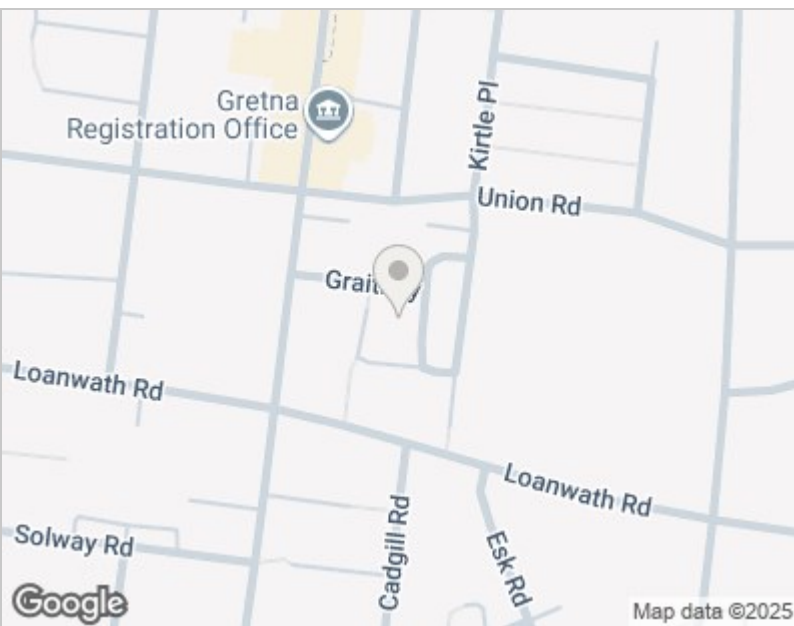 Gretna
Registration Office
Kirtle Pl
Union Rd
Loanwath Rd
Loanwath Rd
Solway Rd
Cadgill Rd
Esk Rd
Google
Map data ©2025